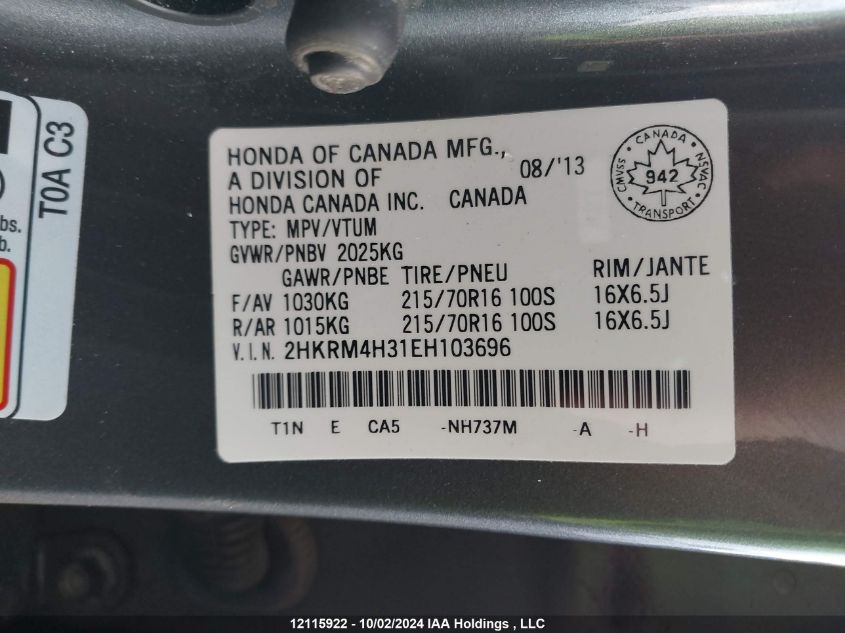 TOA C3
bs.
b.
HONDA OF CANADA MFG.,
A DIVISION OF
HONDA CANADA INC. CANADA
08/'13
CANADA
CMVSS
NSVAC
942
TRANSPORT
TYPE: MPV/VTUM
GVWR/PNBV 2025KG
GAWR/PNBE TIRE/PNEU RIM/JANTE
F/AV 1030KG 215/70R16 100S 16X6.5J
R/AR 1015KG 215/70R16 100S 16X6.5J
V.I.N. 2HKRM4H31EH103696
T1N E CA5 -NH737M -A -H
12115922 - 10/02/2024 IAA Holdings , LLC